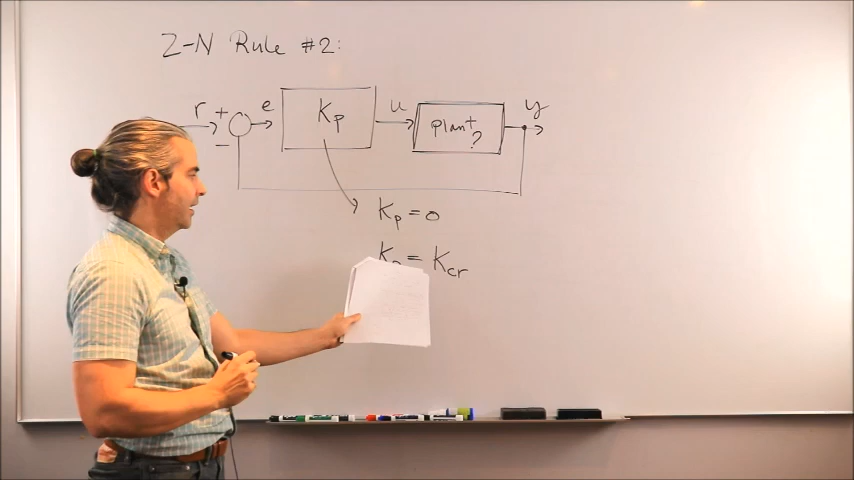 Z-N Rule #2:
r + e Kp u plant? y
−
Kp = 0
Kp = Kcr